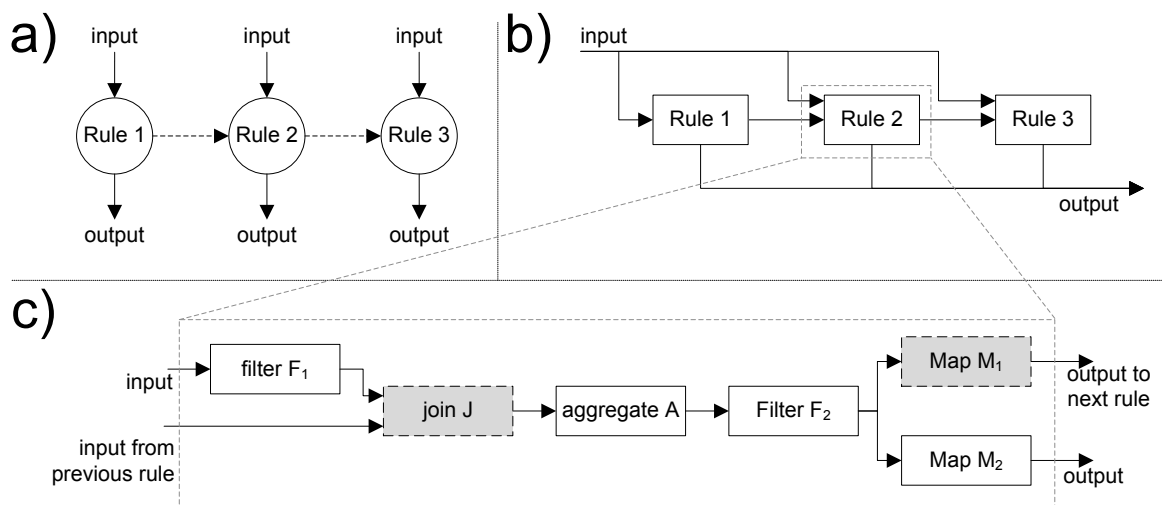 a)
input
input
input
Rule 1
Rule 2
Rule 3
output
output
output
b)
input
Rule 1
Rule 2
Rule 3
output
c)
input
filter F1
input from
previous rule
join J
aggregate A
Filter F2
Map M1
output to
next rule
Map M2
output